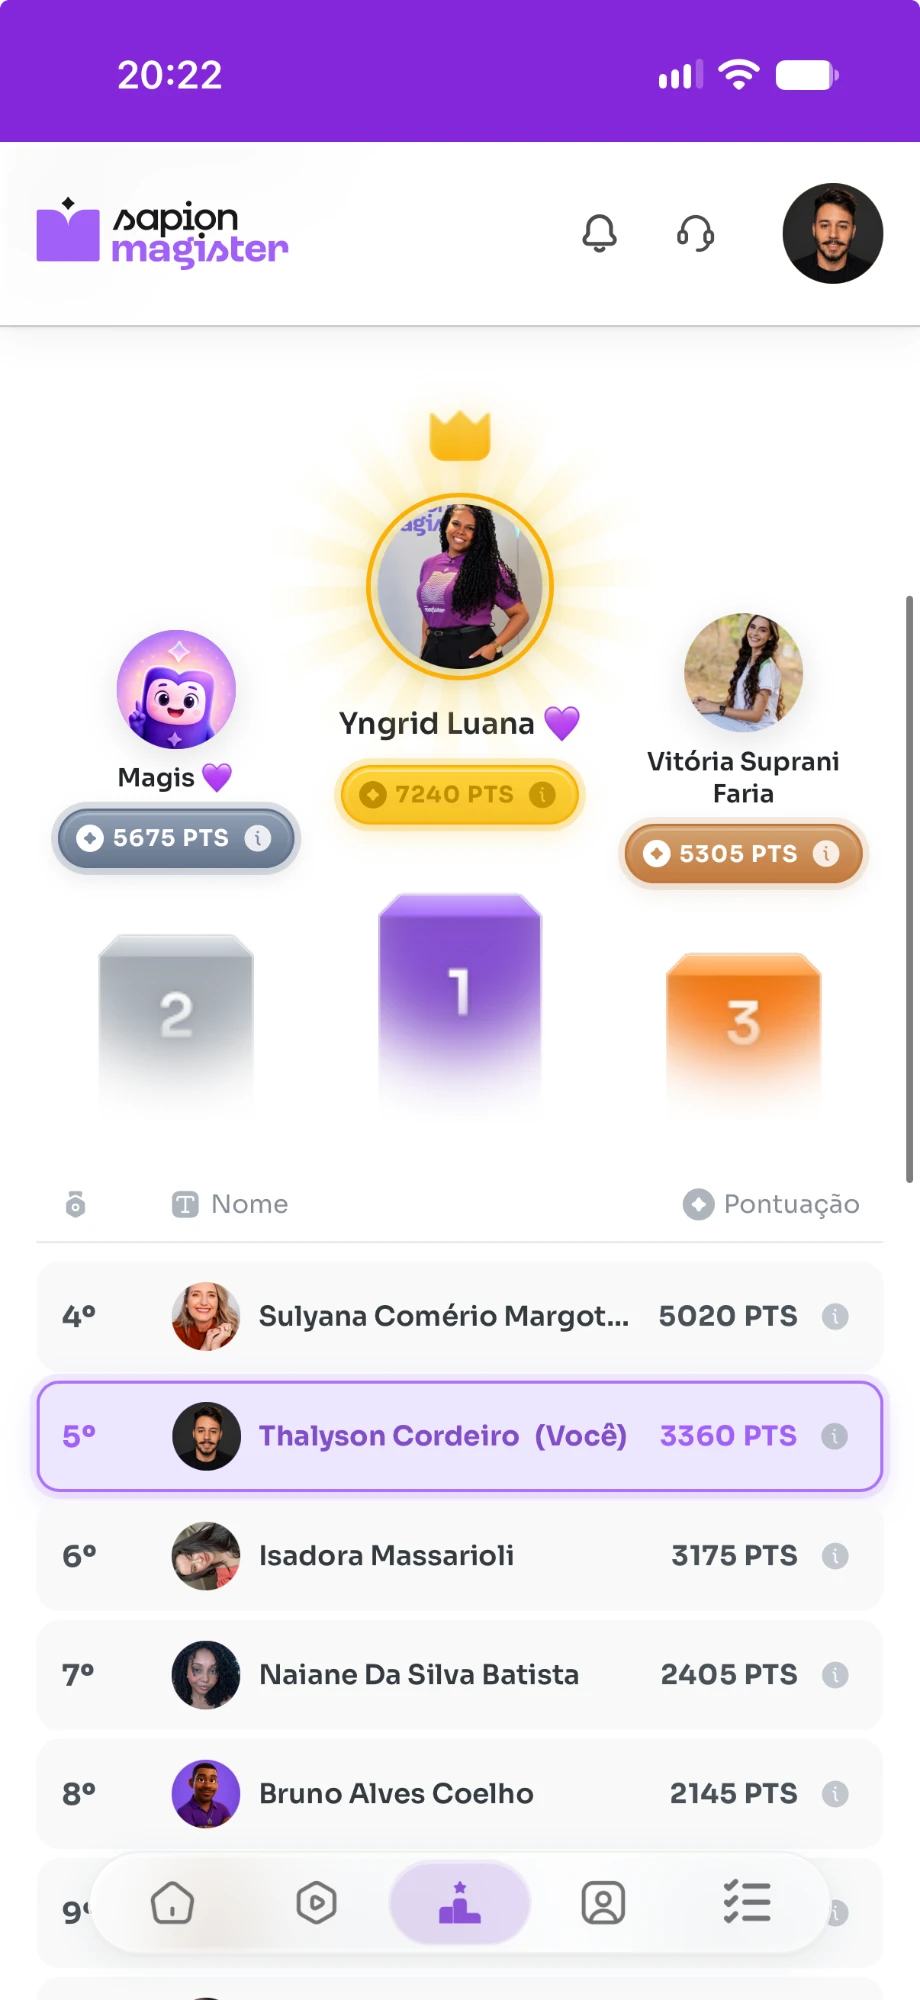 20:22
sapion
magister
Yngrid Luana 💜
7240 PTS
Magis 💜
5675 PTS
Vitória Suprani
Faria
5305 PTS
2
1
3
Nome
Pontuação
4º Sulyana Comério Margot... 5020 PTS
5º Thalyson Cordeiro (Você) 3360 PTS
6º Isadora Massarioli 3175 PTS
7º Naiane Da Silva Batista 2405 PTS
8º Bruno Alves Coelho 2145 PTS
9º